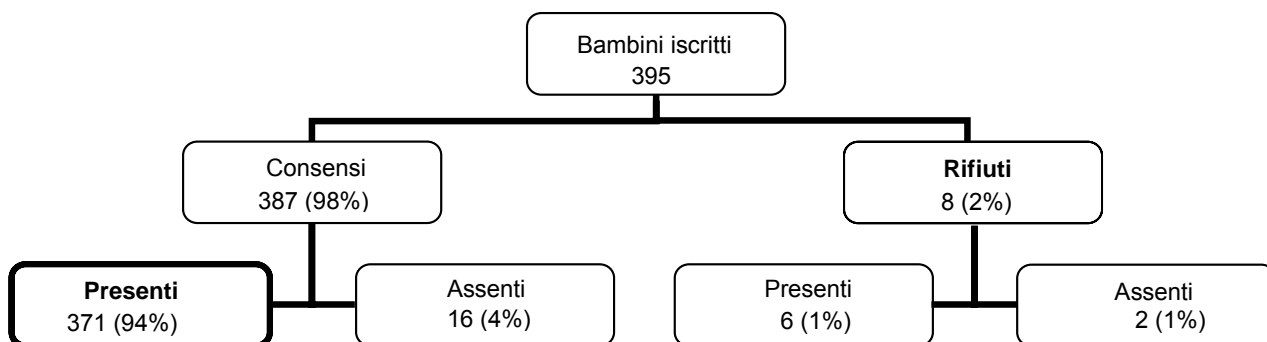 Bambini iscritti
395
Consensi
387 (98%)
Rifiuti
8 (2%)
Presenti
371 (94%)
Assenti
16 (4%)
Presenti
6 (1%)
Assenti
2 (1%)